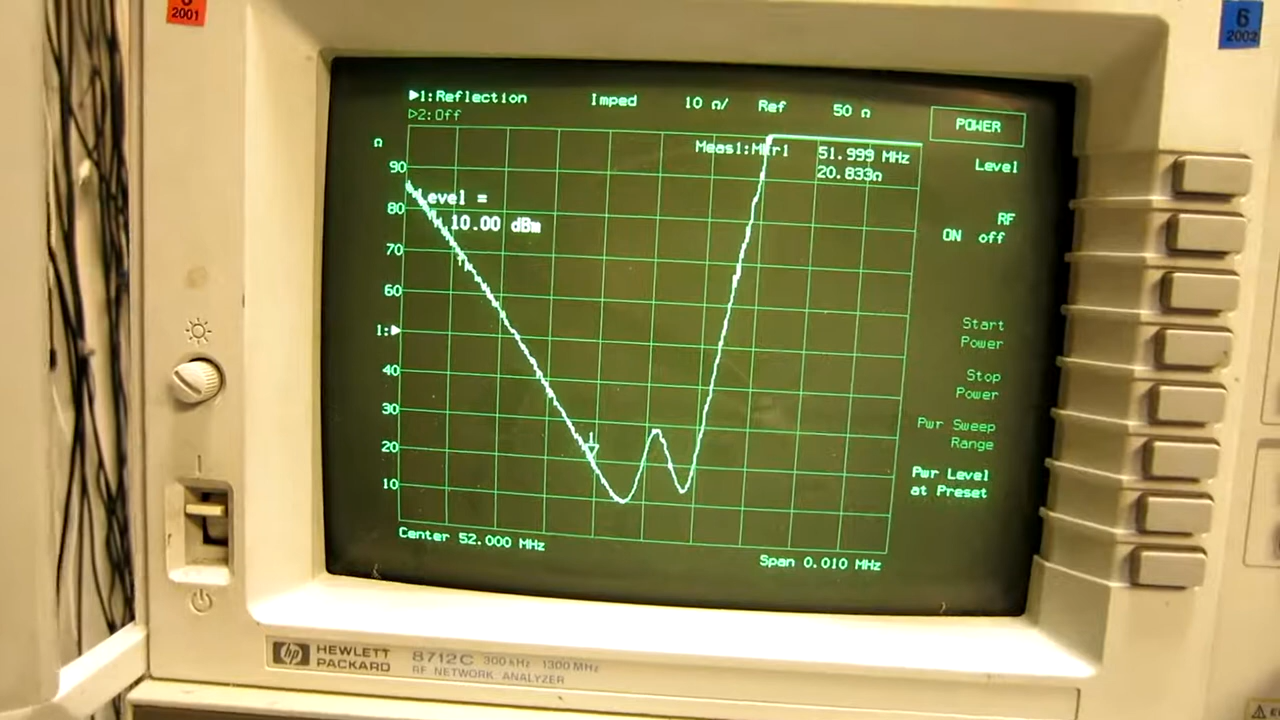 2001
6
2002
▶1:Reflection Imped 10 Ω/ Ref 50 Ω
▷2:Off
POWER
Ω
Meas1:Mkr1 51.999 MHz
20.833Ω
Level
90
Level =
10.00 dBm
80
RF
ON off
70
60
1:▶
Start
Power
40
Stop
Power
30
Pwr Sweep
Range
20
Pwr Level
at Preset
10
Center 52.000 MHz
Span 0.010 MHz
hp HEWLETT
PACKARD
8712C 300 kHz 1300 MHz
RF NETWORK ANALYZER